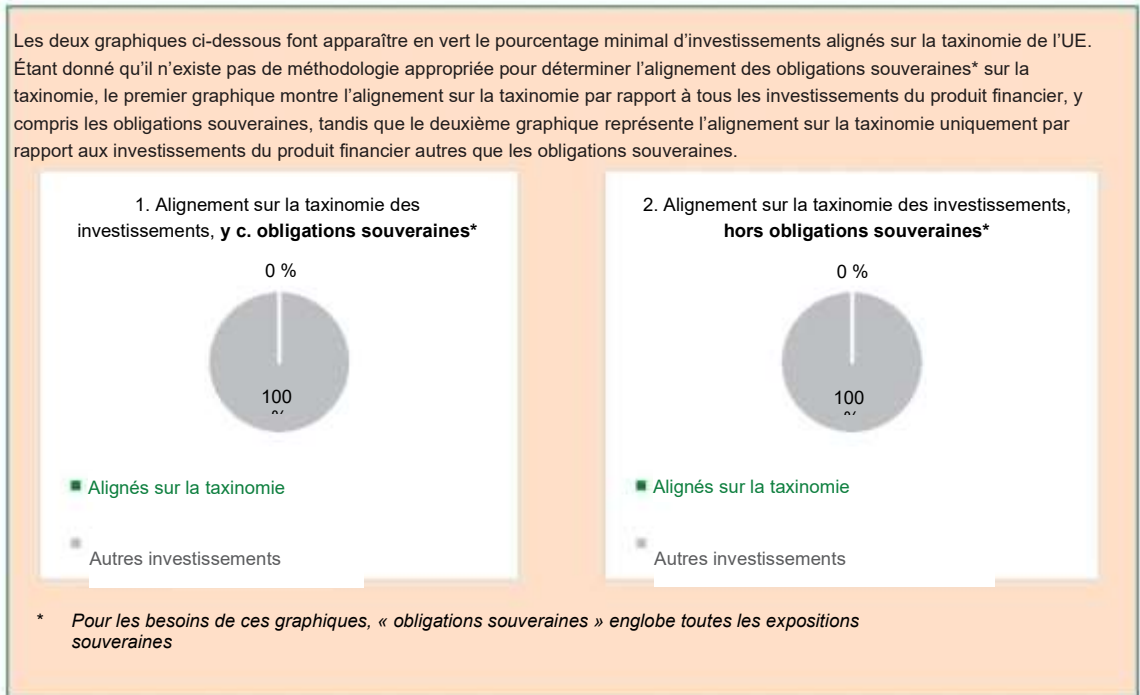 Les deux graphiques ci-dessous font apparaître en vert le pourcentage minimal d’investissements alignés sur la taxinomie de l’UE.
Étant donné qu’il n’existe pas de méthodologie appropriée pour déterminer l’alignement des obligations souveraines* sur la
taxinomie, le premier graphique montre l’alignement sur la taxinomie par rapport à tous les investissements du produit financier, y
compris les obligations souveraines, tandis que le deuxième graphique représente l’alignement sur la taxinomie uniquement par
rapport aux investissements du produit financier autres que les obligations souveraines.
1. Alignement sur la taxinomie des
investissements, y c. obligations souveraines*
0 %
100
%
Alignés sur la taxinomie
Autres investissements
2. Alignement sur la taxinomie des investissements,
hors obligations souveraines*
0 %
100
%
Alignés sur la taxinomie
Autres investissements
* Pour les besoins de ces graphiques, « obligations souveraines » englobe toutes les expositions
souveraines